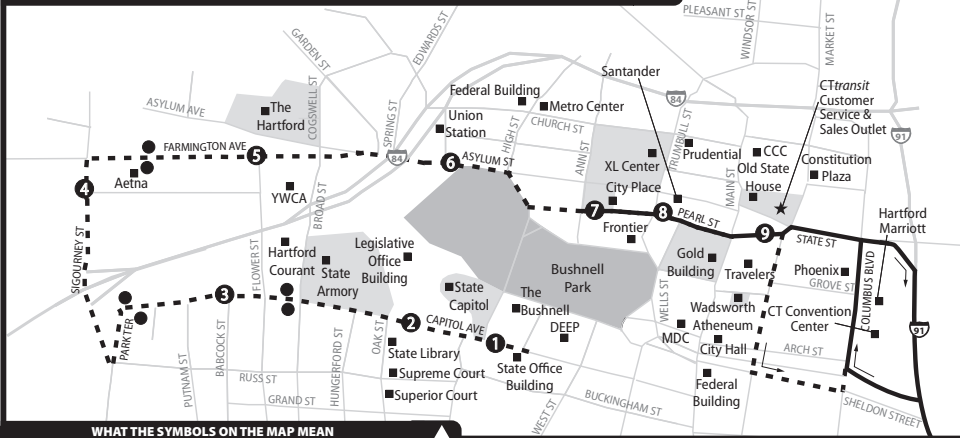 PLEASANT ST
WINDSOR ST
MARKET ST
EDWARDS ST
GARDEN ST
Santander
CTtransit
Customer
Service &
Sales Outlet
84
91
Federal Building
Metro Center
Union
Station
CHURCH ST
HIGH ST
ANN ST
TRUMBULL ST
ASYLUM AVE
The
Hartford
COGSWELL ST
SPRING ST
84
FARMINGTON AVE
5
6
ASYLUM ST
XL Center
City Place
Prudential
CCC
Old State
House
Constitution
Plaza
MAIN ST
Aetna
4
YWCA
BROAD ST
7
8
PEARL ST
9
STATE ST
Frontier
Hartford
Marriott
SIGOURNEY ST
FLOWER ST
Hartford
Courant
State
Armory
Legislative
Office
Building
Gold
Building
Travelers
Phoenix
GROVE ST
COLUMBUS BLVD
Bushnell
Park
State
Capitol
The
Bushnell
DEEP
WELLS ST
MDC
Wadsworth
Atheneum
City Hall
CT Convention
Center
ARCH ST
91
3
2
CAPITOL AVE
1
PARKTER
PUTNAM ST
BABCOCK ST
RUSS ST
GRAND ST
HUNGERFORD ST
OAK ST
State Library
Supreme Court
Superior Court
State Office
Building
WEST ST
BUCKINGHAM ST
Federal
Building
SHELDON STREET
WHAT THE SYMBOLS ON THE MAP MEAN